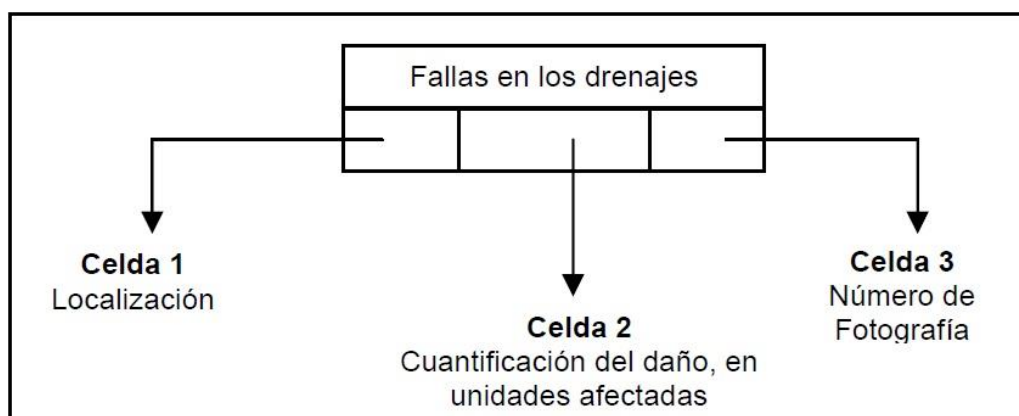 Fallas en los drenajes
Celda 1
Localización
Celda 2
Cuantificación del daño, en
unidades afectadas
Celda 3
Número de
Fotografía